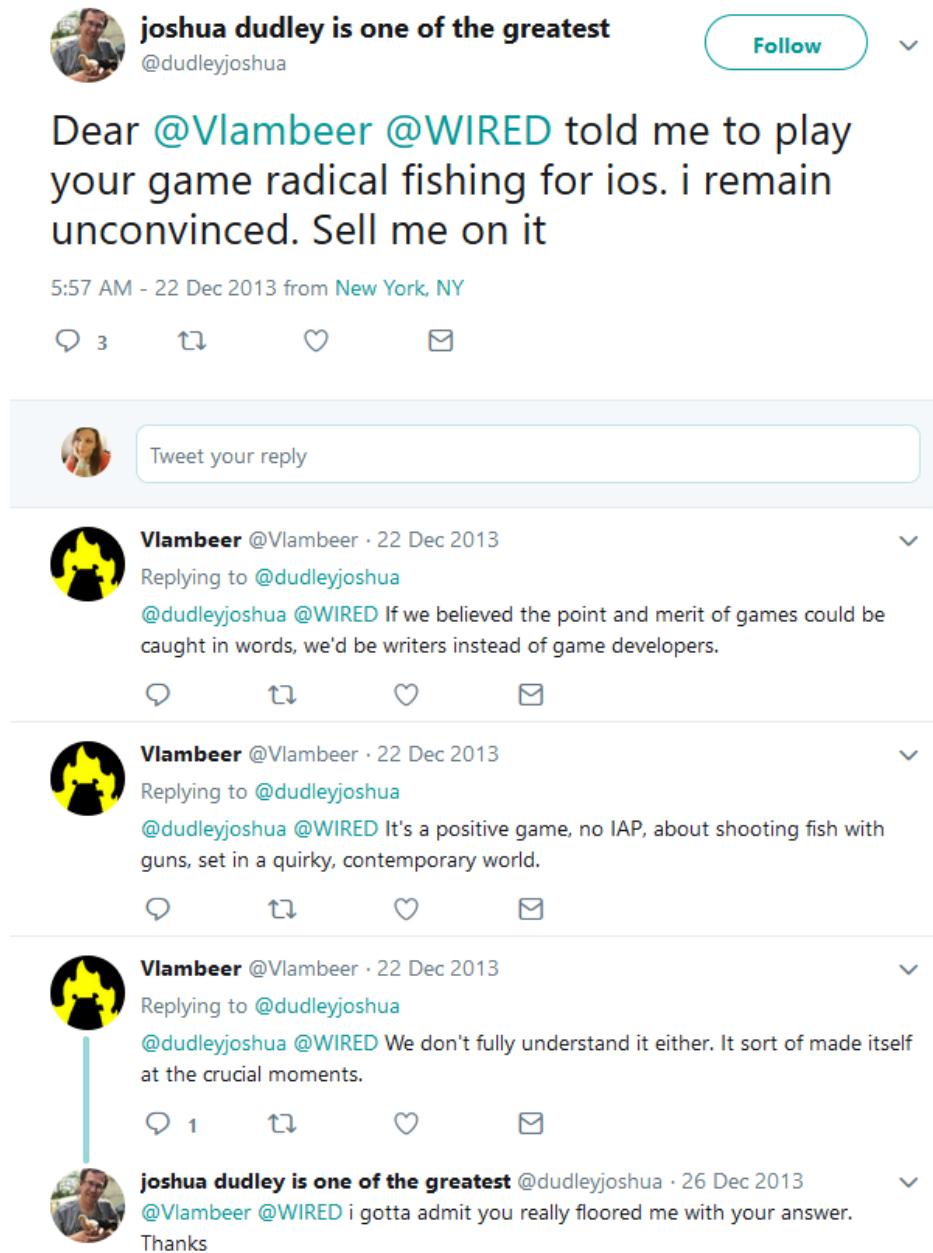 joshua dudley is one of the greatest
@dudleyjoshua
Follow
Dear @Vlambeer @WIRED told me to play
your game radical fishing for ios. i remain
unconvinced. Sell me on it
5:57 AM - 22 Dec 2013 from New York, NY
3
Tweet your reply
Vlambeer @Vlambeer · 22 Dec 2013
Replying to @dudleyjoshua
@dudleyjoshua @WIRED If we believed the point and merit of games could be
caught in words, we'd be writers instead of game developers.
Vlambeer @Vlambeer · 22 Dec 2013
Replying to @dudleyjoshua
@dudleyjoshua @WIRED It's a positive game, no IAP, about shooting fish with
guns, set in a quirky, contemporary world.
Vlambeer @Vlambeer · 22 Dec 2013
Replying to @dudleyjoshua
@dudleyjoshua @WIRED We don't fully understand it either. It sort of made itself
at the crucial moments.
1
joshua dudley is one of the greatest @dudleyjoshua · 26 Dec 2013
@Vlambeer @WIRED i gotta admit you really floored me with your answer.
Thanks